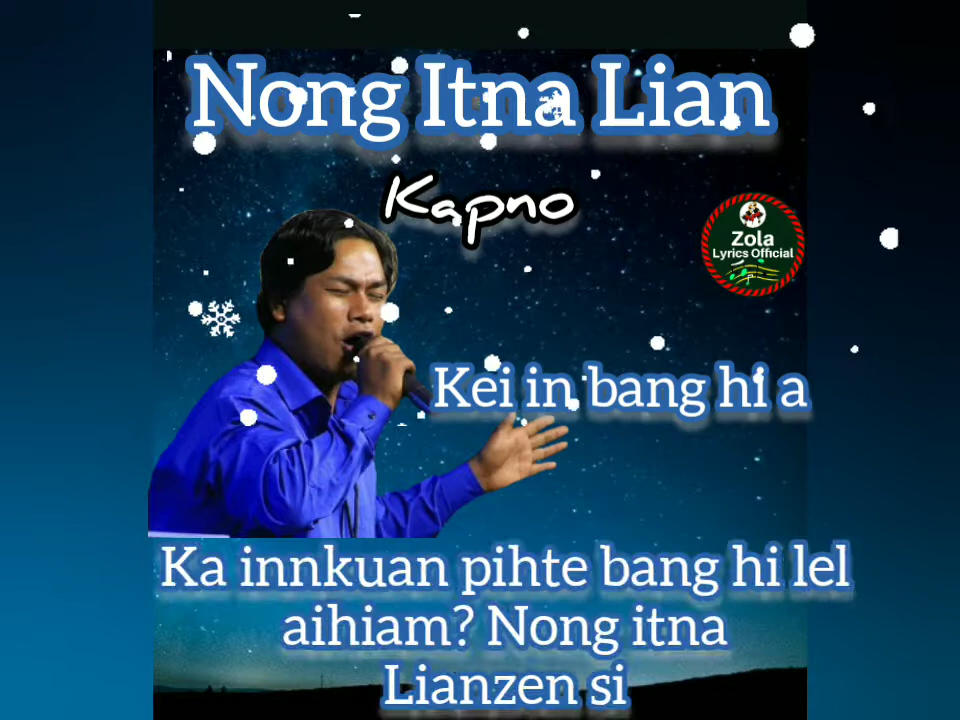 Nong Itna Lian
Kapno
Zola
Lyrics Official
Kei in bang hi a
Ka innkuan pihte bang hi lel
aihiam? Nong itna
Lianzen si